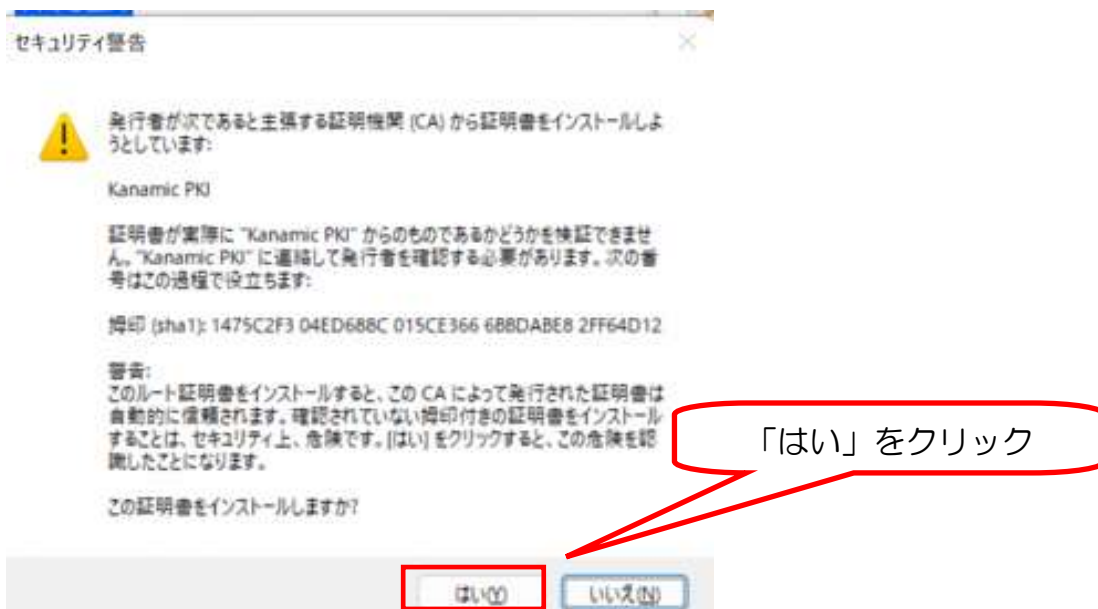 セキュリティ警告
発行者が次であると主張する証明機関 (CA) から証明書をインストールしよ
うとしています:
Kanamic PKI
証明書が実際に "Kanamic PKI" からのものであるかどうかを検証できませ
ん。"Kanamic PKI" に連絡して発行者を確認する必要があります。次の番
号はこの過程で役立ちます:
拇印 (sha1): 1475C2F3 04ED688C 015CE366 6B8DABE8 2FF64D12
警告:
このルート証明書をインストールすると、この CA によって発行された証明書は
自動的に信頼されます。確認されていない拇印付きの証明書をインストール
することは、セキュリティ上、危険です。[はい] をクリックすると、この危険を認
識したことになります。
この証明書をインストールしますか?
「はい」をクリック
はい(Y)
いいえ(N)